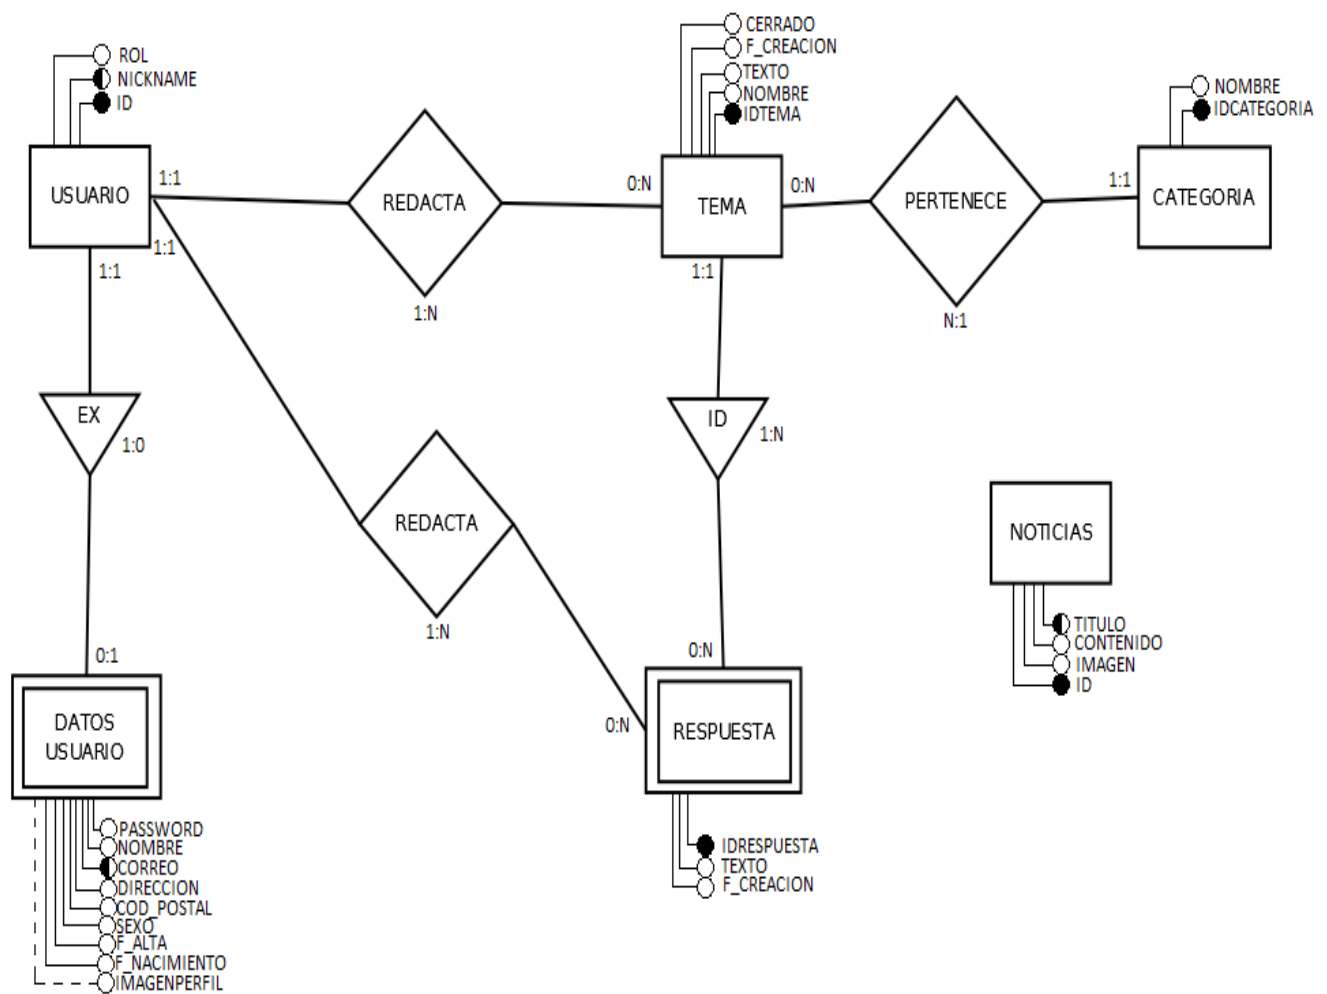 CERRADO
F_CREACION
TEXTO
NOMBRE
IDTEMA
ROL
NICKNAME
ID
NOMBRE
IDCATEGORIA
USUARIO
1:1
1:1
1:1
REDACTA
1:N
0:N
TEMA
0:N
1:1
PERTENECE
N:1
1:1
CATEGORIA
EX
1:0
ID
1:N
REDACTA
1:N
NOTICIAS
TITULO
CONTENIDO
IMAGEN
ID
0:1
DATOS
USUARIO
0:N
0:N
RESPUESTA
PASSWORD
NOMBRE
CORREO
DIRECCION
COD_POSTAL
SEXO
F_ALTA
F_NACIMIENTO
IMAGENPERFIL
IDRESPUESTA
TEXTO
F_CREACION